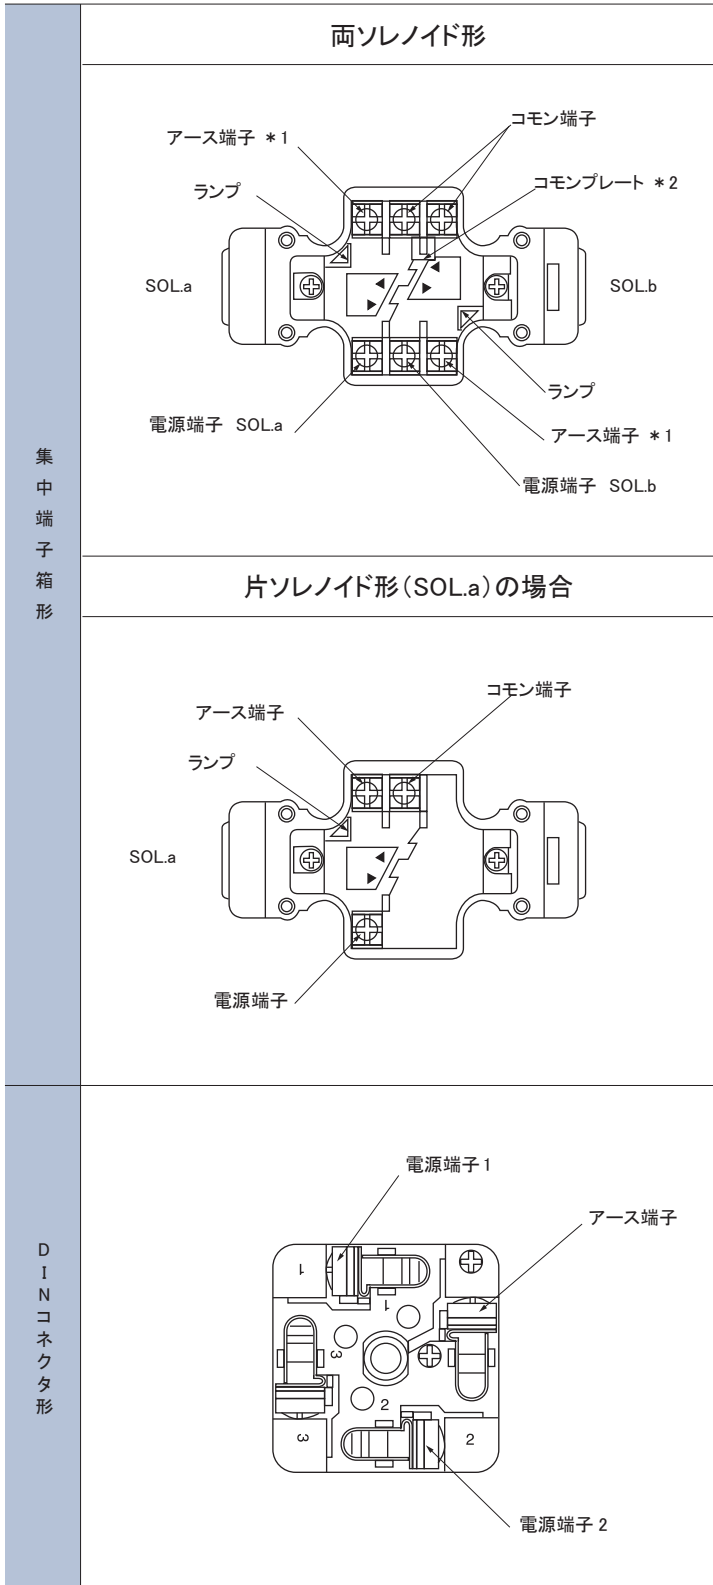 両ソレノイド形
アース端子 *1
コモン端子
ランプ
コモンプレート *2
SOL.a
SOL.b
ランプ
電源端子 SOL.a
アース端子 *1
電源端子 SOL.b
集中端子箱形
片ソレノイド形(SOL.a)の場合
コモン端子
アース端子
ランプ
SOL.a
電源端子
DINコネクタ形
電源端子1
アース端子
1
1
3
2
3
2
電源端子 2